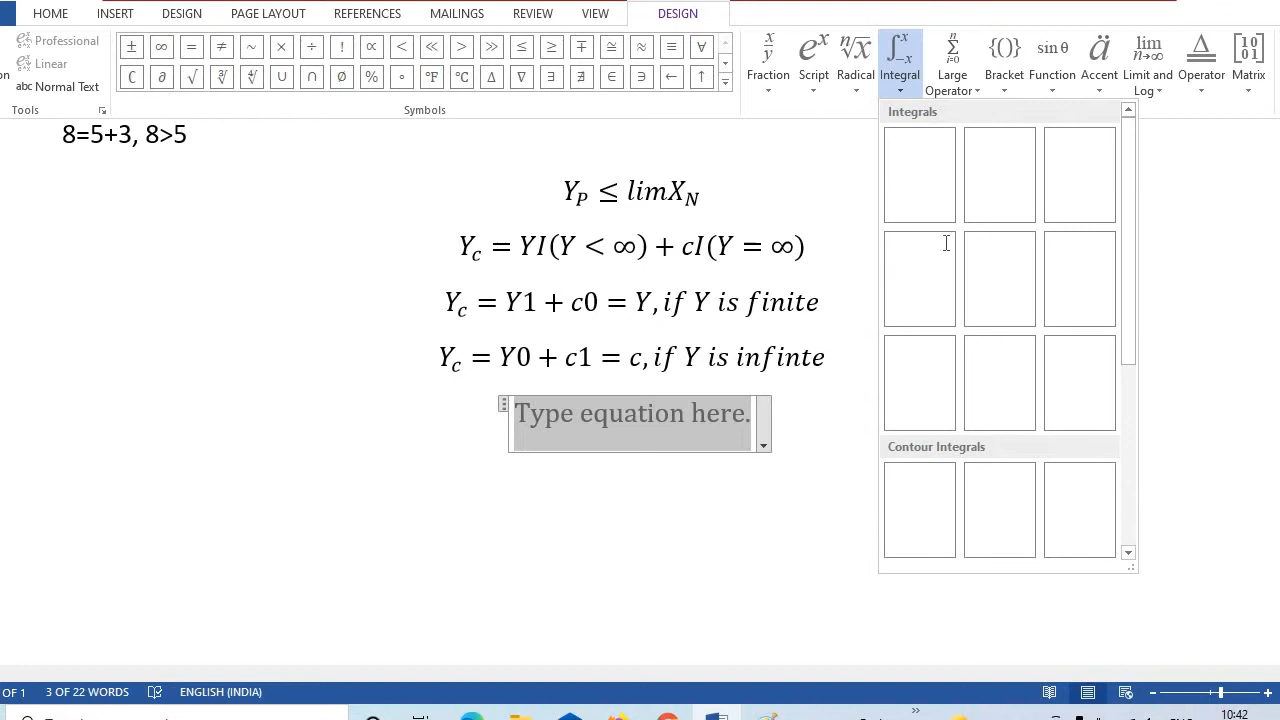 HOME INSERT DESIGN PAGE LAYOUT REFERENCES MAILINGS REVIEW VIEW DESIGN
Professional
Linear
abc Normal Text
on
Tools
± ∞ = ≠ ~ × ÷ ! ∝ < ≪ > ≫ ≤ ≥ ∓ ≅ ≈ ≡ ∀
∁ ∂ √ ∛ ∜ ∪ ∩ ∅ % ° °F °C ∆ ∇ ∃ ∄ ∈ ∋ ← ↑
Symbols
Fraction Script Radical Integral Large Operator Bracket Function Accent Limit and Log Operator Matrix
Integrals
Contour Integrals
8=5+3, 8>5
Y_P ≤ limX_N
Y_c = YI(Y < ∞) + cI(Y = ∞)
Y_c = Y1 + c0 = Y, if Y is finite
Y_c = Y0 + c1 = c, if Y is infinte
Type equation here.
OF 1 3 OF 22 WORDS ENGLISH (INDIA)
10:42